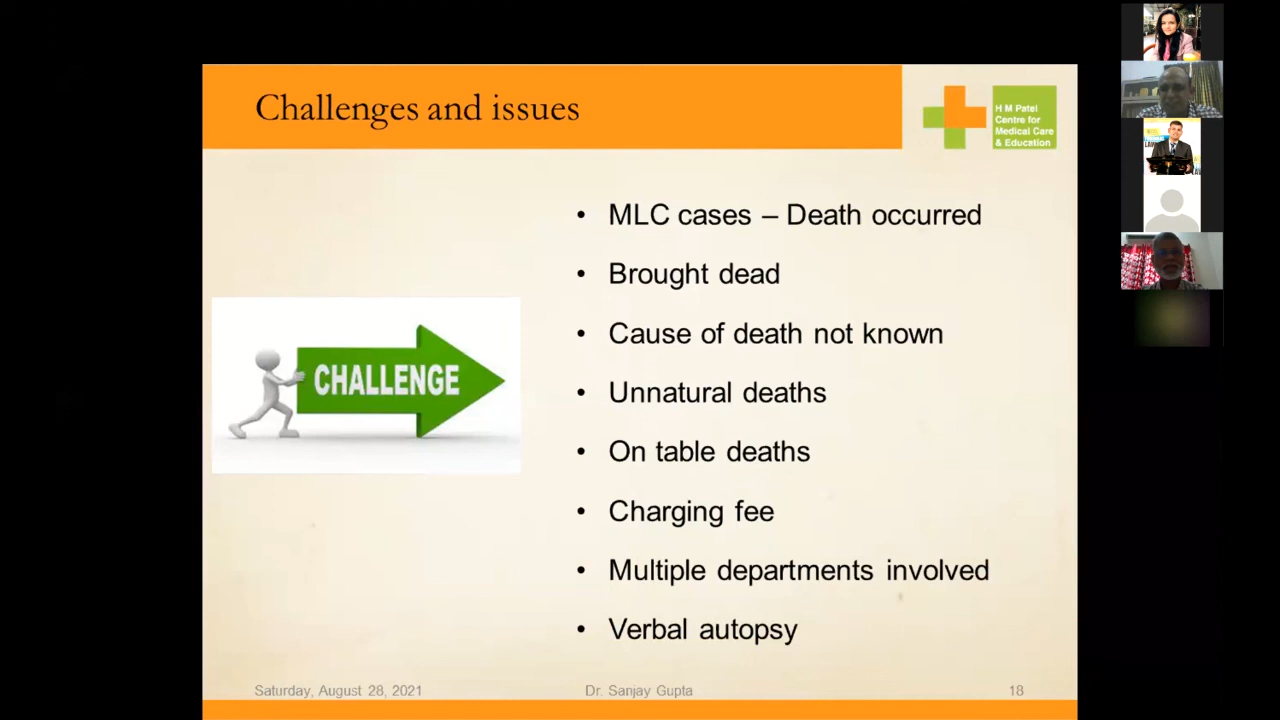 Challenges and issues
H M Patel
Centre for
Medical Care
& Education
• MLC cases – Death occurred
• Brought dead
• Cause of death not known
• Unnatural deaths
• On table deaths
• Charging fee
• Multiple departments involved
• Verbal autopsy
CHALLENGE
Saturday, August 28, 2021
Dr. Sanjay Gupta
18